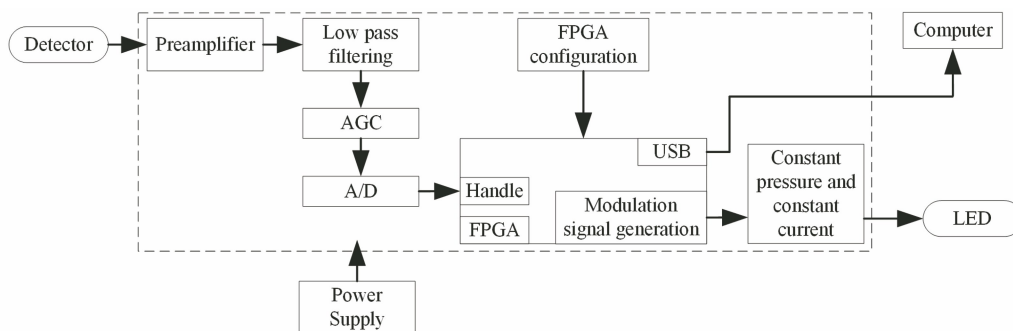 Detector
Preamplifier
Low pass
filtering
FPGA
configuration
Computer
AGC
USB
A/D
Handle
FPGA
Modulation
signal generation
Constant
pressure and
constant
current
LED
Power
Supply